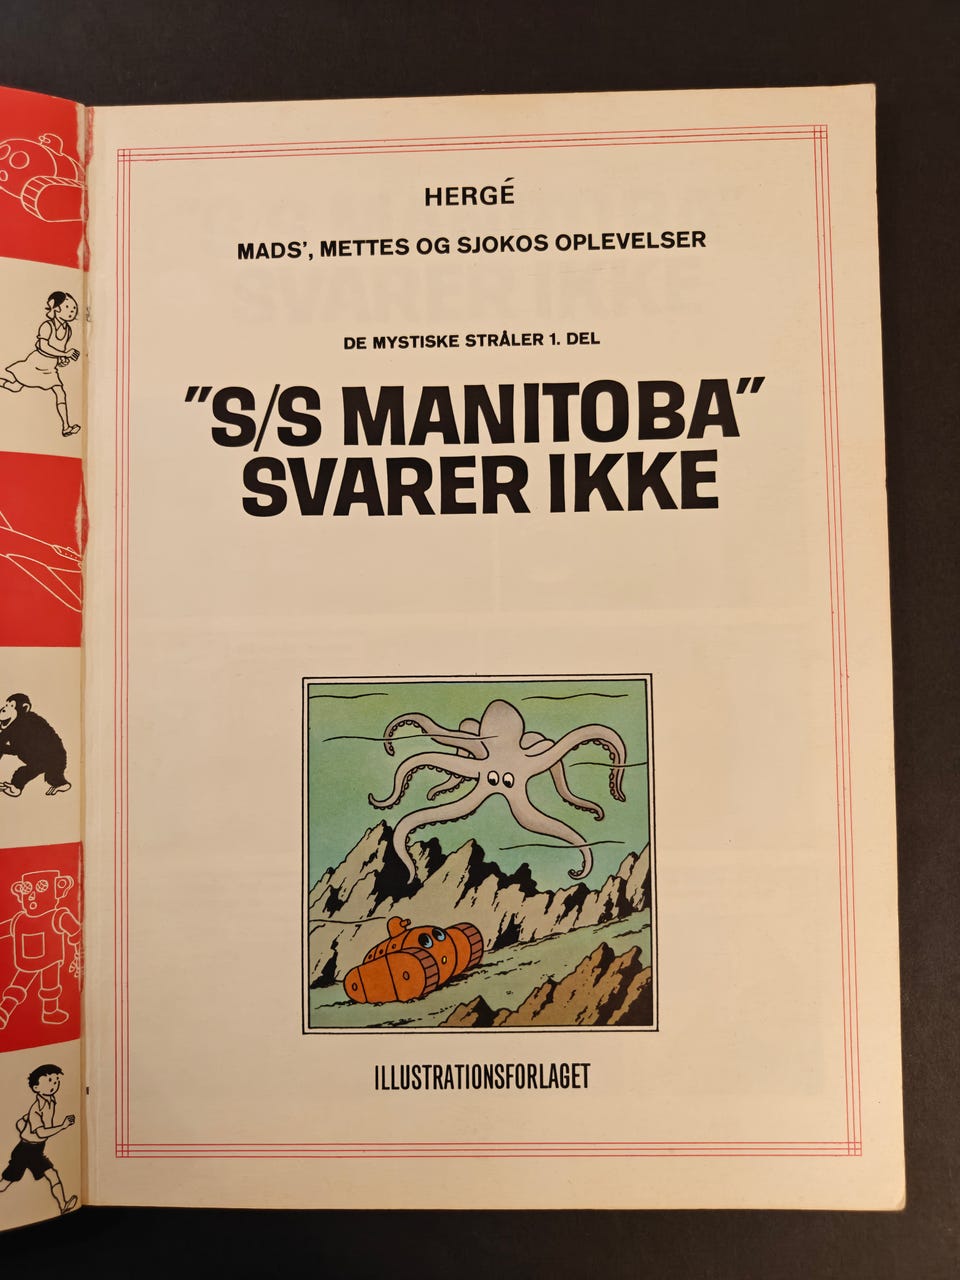 HERGÉ
MADS', METTES OG SJOKOS OPLEVELSER
DE MYSTISKE STRÅLER 1. DEL
"S/S MANITOBA"
SVARER IKKE
ILLUSTRATIONSFORLAGET